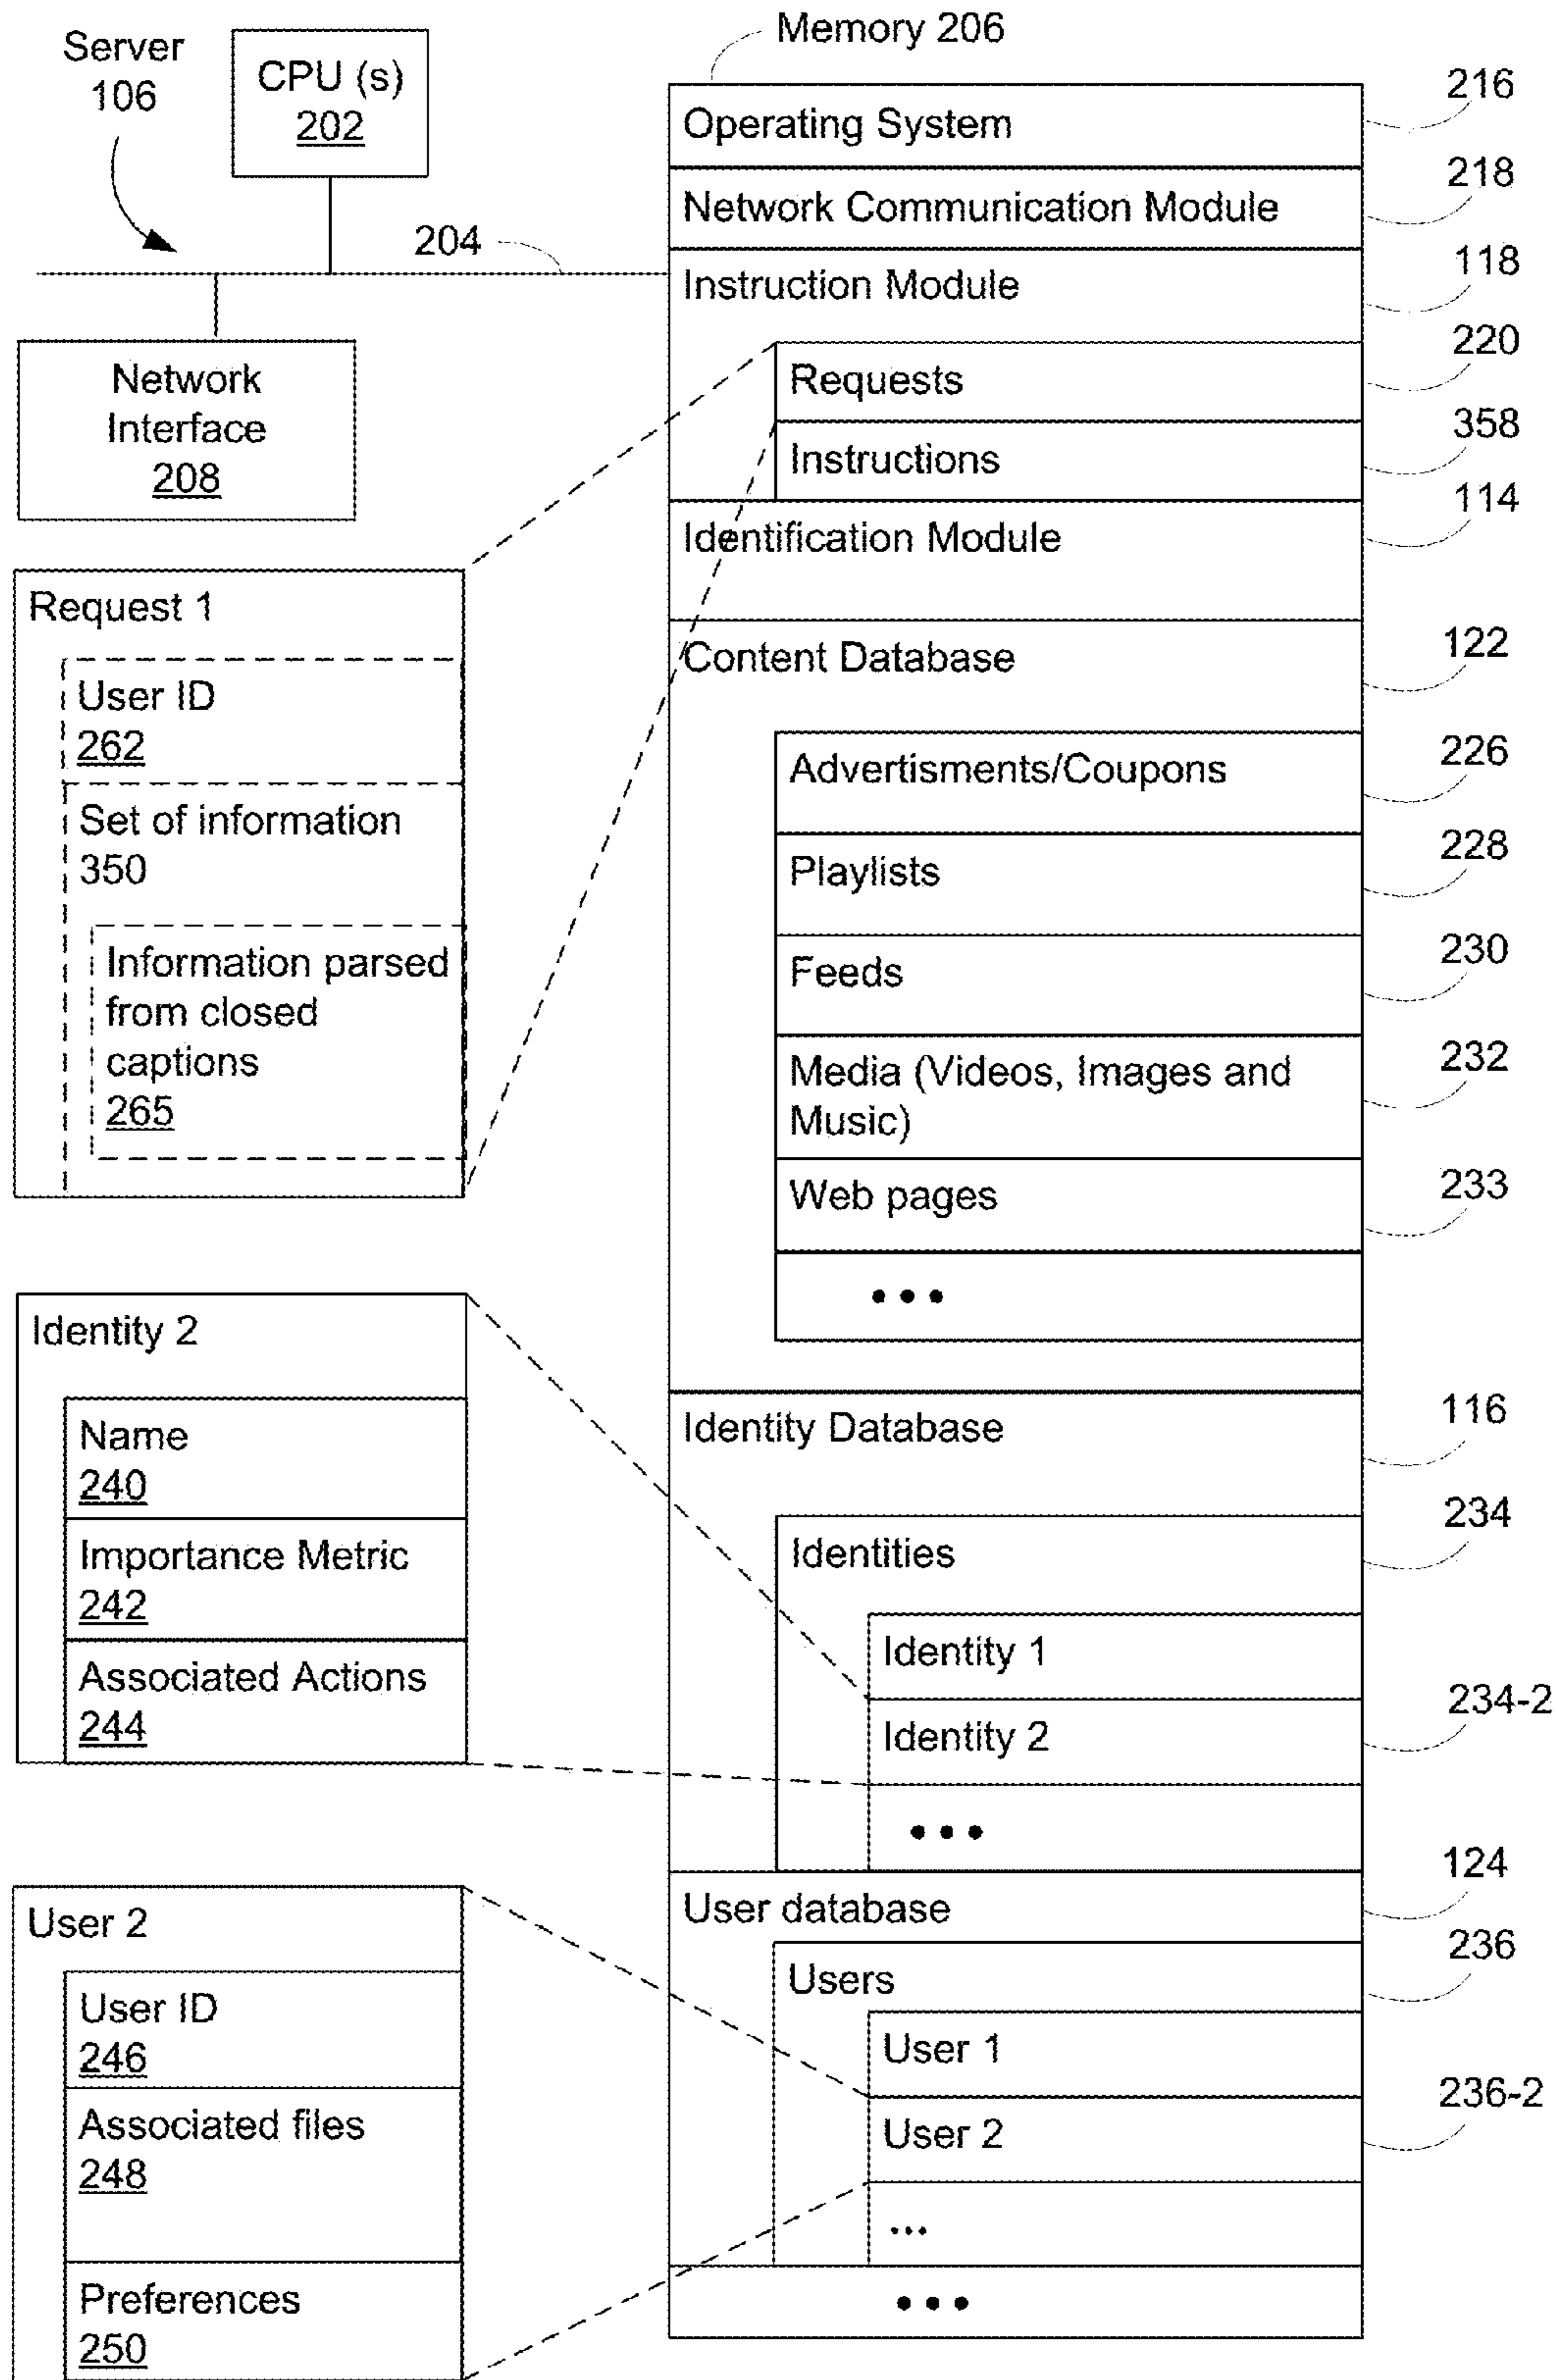 Server
106
CPU (s)
202
204
Network
Interface
208
Memory 206
Operating System
216
Network Communication Module
218
Instruction Module
118
Requests
220
Instructions
358
Identification Module
114
Content Database
122
Advertisments/Coupons
226
Playlists
228
Feeds
230
Media (Videos, Images and
Music)
232
Web pages
233
•••
Identity Database
116
Identities
234
Identity 1
Identity 2
234-2
•••
User database
124
Users
236
User 1
User 2
236-2
...
•••
Request 1
User ID
262
Set of information
350
Information parsed
from closed
captions
265
Identity 2
Name
240
Importance Metric
242
Associated Actions
244
User 2
User ID
246
Associated files
248
Preferences
250